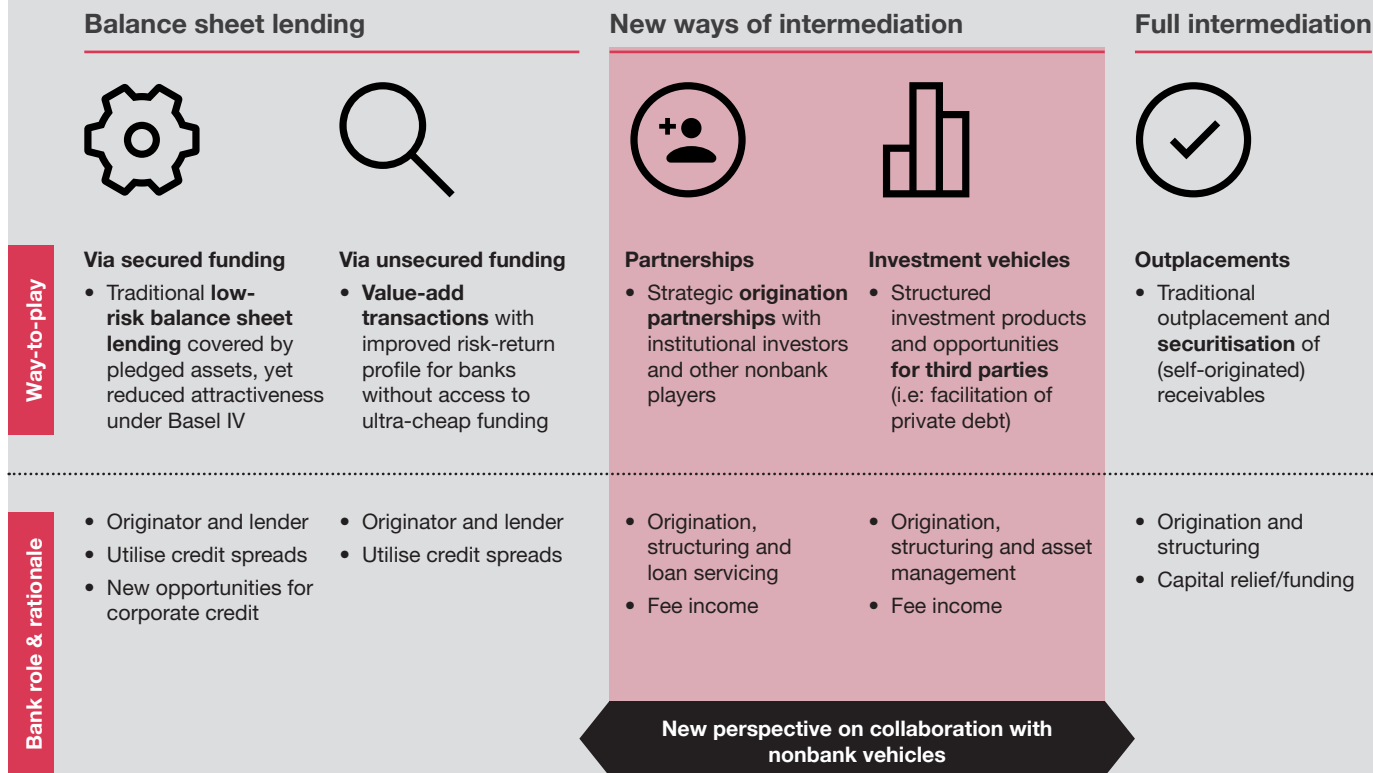 Balance sheet lending
New ways of intermediation
Full intermediation
Way-to-play
Via secured funding
• Traditional low-
risk balance sheet
lending covered by
pledged assets, yet
reduced attractiveness
under Basel IV
Via unsecured funding
• Value-add
transactions with
improved risk-return
profile for banks
without access to
ultra-cheap funding
Partnerships
• Strategic origination
partnerships with
institutional investors
and other nonbank
players
Investment vehicles
• Structured
investment products
and opportunities
for third parties
(i.e: facilitation of
private debt)
Outplacements
• Traditional
outplacement and
securitisation of
(self-originated)
receivables
Bank role & rationale
• Originator and lender
• Utilise credit spreads
• New opportunities for
corporate credit
• Originator and lender
• Utilise credit spreads
• Origination,
structuring and
loan servicing
• Fee income
• Origination,
structuring and asset
management
• Fee income
• Origination and
structuring
• Capital relief/funding
New perspective on collaboration with
nonbank vehicles